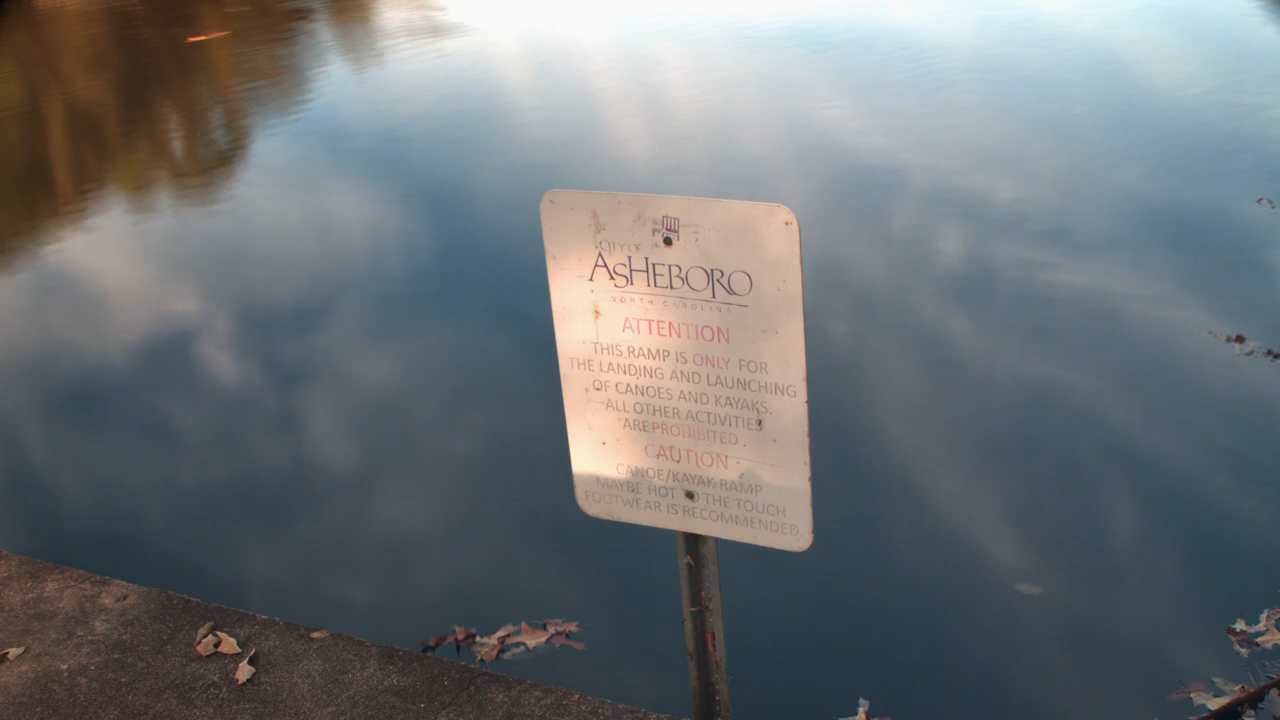 CITY OF
ASHEBORO
NORTH CAROLINA
ATTENTION
THIS RAMP IS ONLY FOR
THE LANDING AND LAUNCHING
OF CANOES AND KAYAKS.
ALL OTHER ACTIVITIES
ARE PROHIBITED
CAUTION
CANOE/KAYAK RAMP
MAYBE HOT TO THE TOUCH
FOOTWEAR IS RECOMMENDED